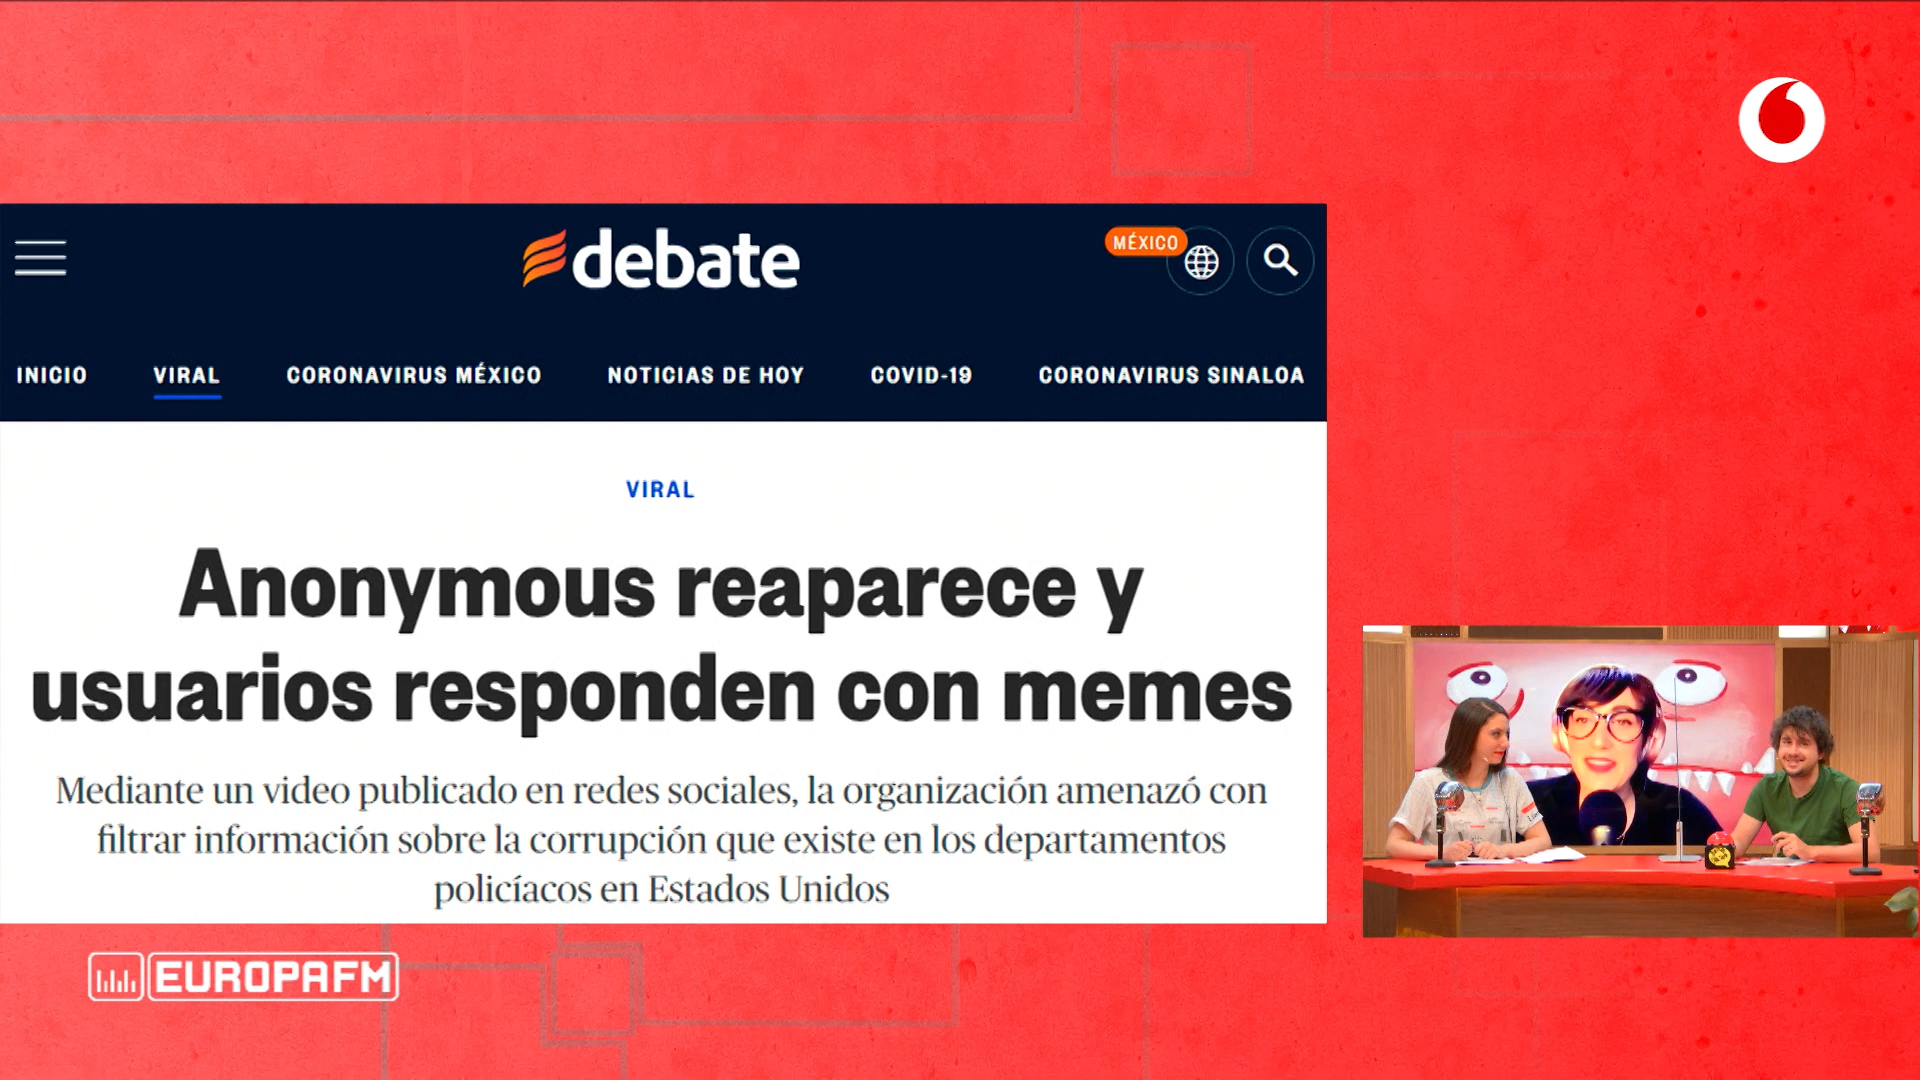 debate
MÉXICO
INICIO VIRAL CORONAVIRUS MÉXICO NOTICIAS DE HOY COVID-19 CORONAVIRUS SINALOA
VIRAL
Anonymous reaparece y
usuarios responden con memes
Mediante un video publicado en redes sociales, la organización amenazó con
filtrar información sobre la corrupción que existe en los departamentos
policíacos en Estados Unidos
EUROPAFM